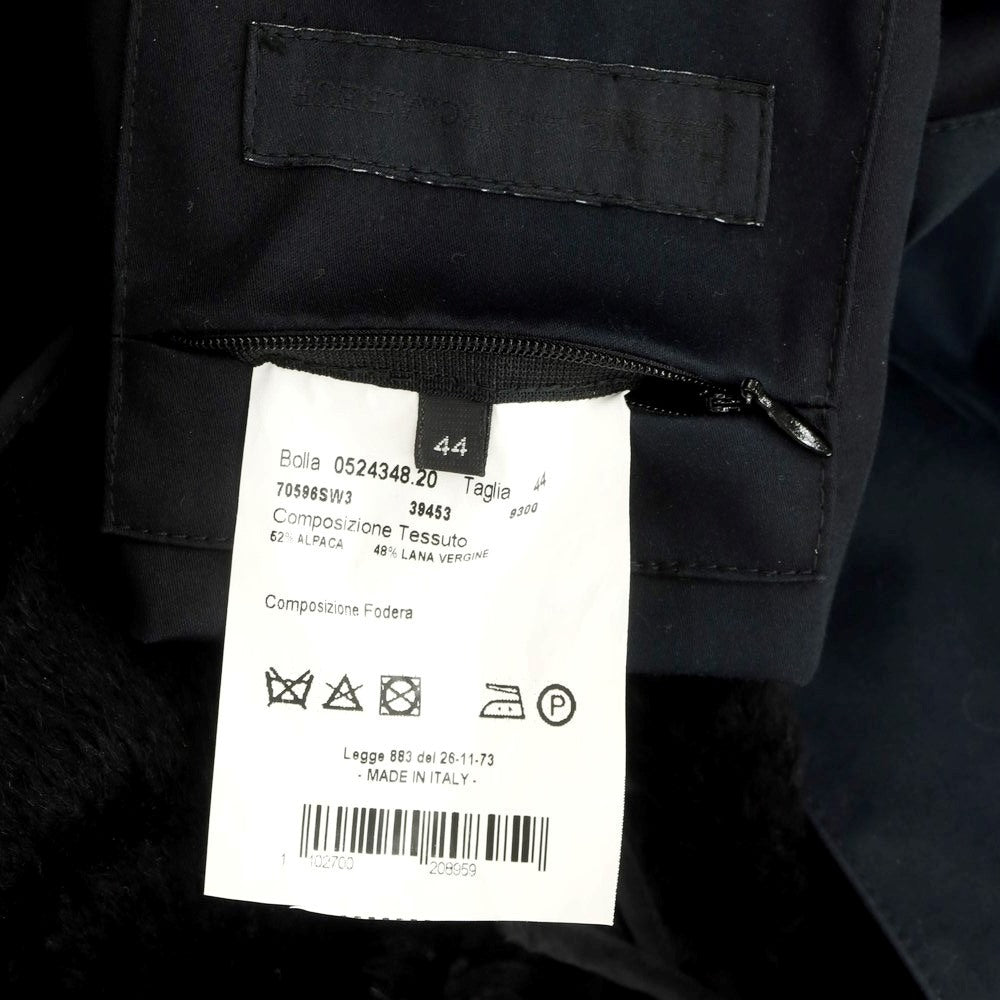 44
Bolla 0524348.20 Taglia 44
70596SW3 39453 9300
Composizione Tessuto
52% ALPACA 48% LANA VERGINE
Composizione Fodera
P
Legge 883 del 26-11-73
- MADE IN ITALY -
1 102700 208959